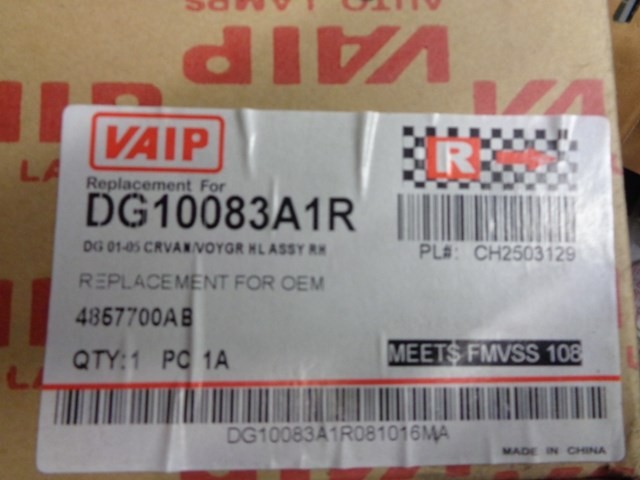 AUTO LAMPS
VAIP
VAIP
R
Replacement For
DG10083A1R
DG 01-05 CRVAN/VOYGR HL ASSY RH
PL#: CH2503129
REPLACEMENT FOR OEM
4857700AB
QTY:1 PC 1A
MEETS FMVSS 108
DG10083A1R081016MA
MADE IN CHINA